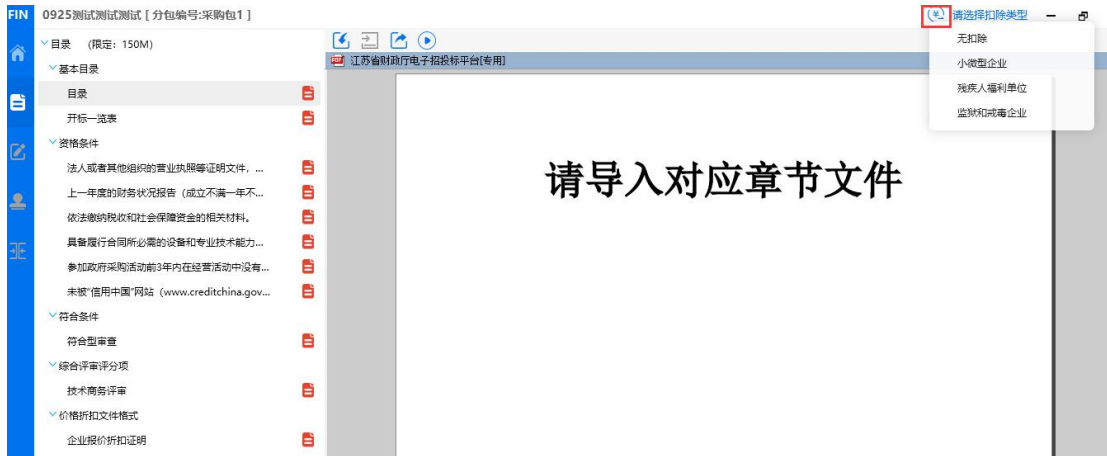 FIN 0925测试测试测试 [ 分包编号:采购包1 ] 请选择扣除类型
目录 (限定: 150M)
基本目录
目录
开标一览表
资格条件
法人或者其他组织的营业执照等证明文件, ...
上一年度的财务状况报告 (成立不满一年不...
依法缴纳税收和社会保障资金的相关材料。
具备履行合同所必需的设备和专业技术能力...
参加政府采购活动前3年内在经营活动中没有...
未被“信用中国”网站 (www.creditchina.gov...
符合条件
符合型审查
综合评审评分项
技术商务评审
价格折扣文件格式
企业报价折扣证明
江苏省财政厅电子招投标平台[专用]
请导入对应章节文件
无扣除
小微型企业
残疾人福利单位
监狱和戒毒企业